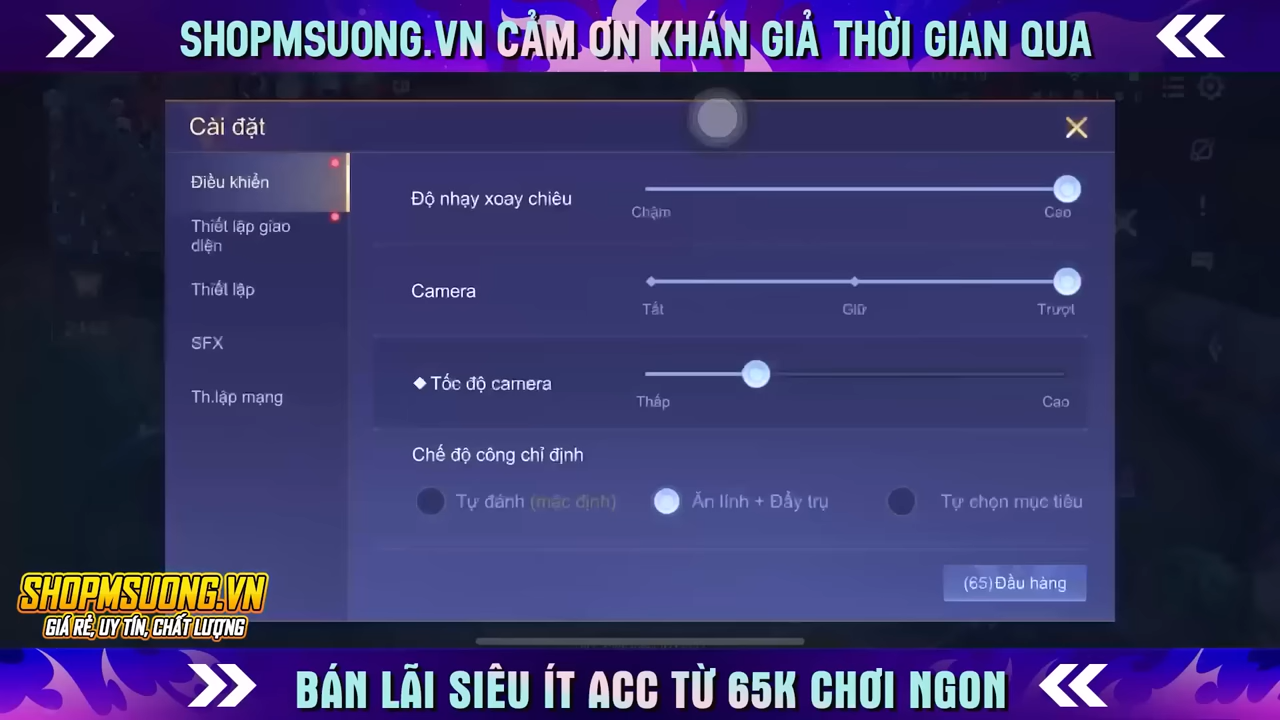 SHOPMSUONG.VN CẢM ƠN KHÁN GIẢ THỜI GIAN QUA
Cài đặt
Điều khiển
Thiết lập giao
diện
Thiết lập
SFX
Th.lập mạng
Độ nhạy xoay chiêu
Chậm
Cao
Camera
Tắt
Giữ
Trượt
Tốc độ camera
Thấp
Cao
Chế độ công chỉ định
Tự đánh (mặc định)
Ăn lính + Đẩy trụ
Tự chọn mục tiêu
(65)Đầu hàng
SHOPMSUONG.VN
GIÁ RẺ, UY TÍN, CHẤT LƯỢNG
BÁN LÃI SIÊU ÍT ACC TỪ 65K CHƠI NGON